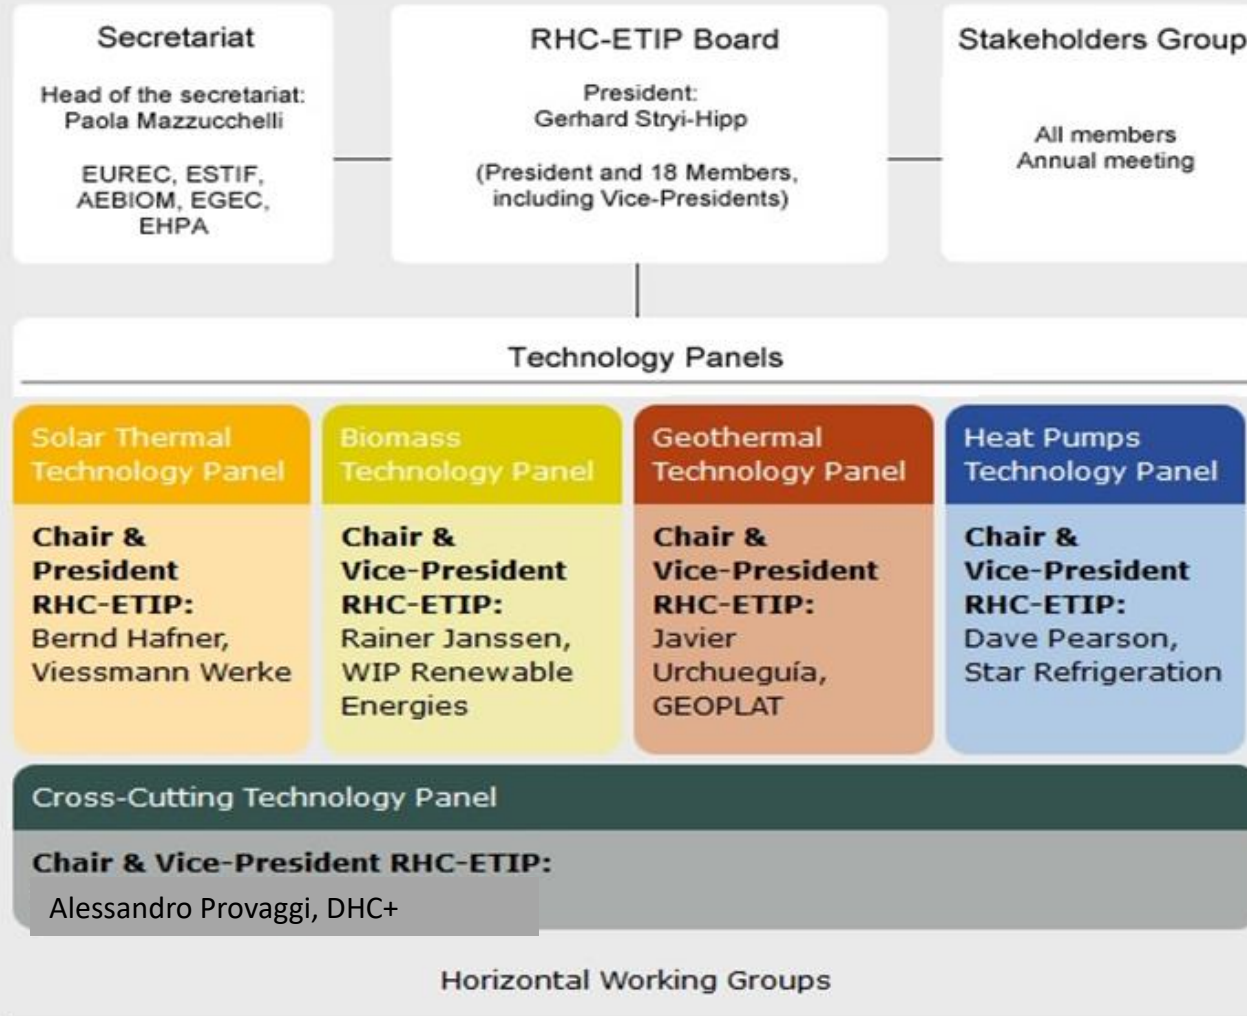 Secretariat
Head of the secretariat:
Paola Mazzucchelli
EUREC, ESTIF,
AEBIOM, EGEC,
EHPA
RHC-ETIP Board
President:
Gerhard Stryi-Hipp
(President and 18 Members,
including Vice-Presidents)
Stakeholders Group
All members
Annual meeting
Technology Panels
Solar Thermal
Technology Panel
Chair &
President
RHC-ETIP:
Bernd Hafner,
Viessmann Werke
Biomass
Technology Panel
Chair &
Vice-President
RHC-ETIP:
Rainer Janssen,
WIP Renewable
Energies
Geothermal
Technology Panel
Chair &
Vice-President
RHC-ETIP:
Javier
Urchueguía,
GEOPLAT
Heat Pumps
Technology Panel
Chair &
Vice-President
RHC-ETIP:
Dave Pearson,
Star Refrigeration
Cross-Cutting Technology Panel
Chair & Vice-President RHC-ETIP:
Alessandro Provaggi, DHC+
Horizontal Working Groups